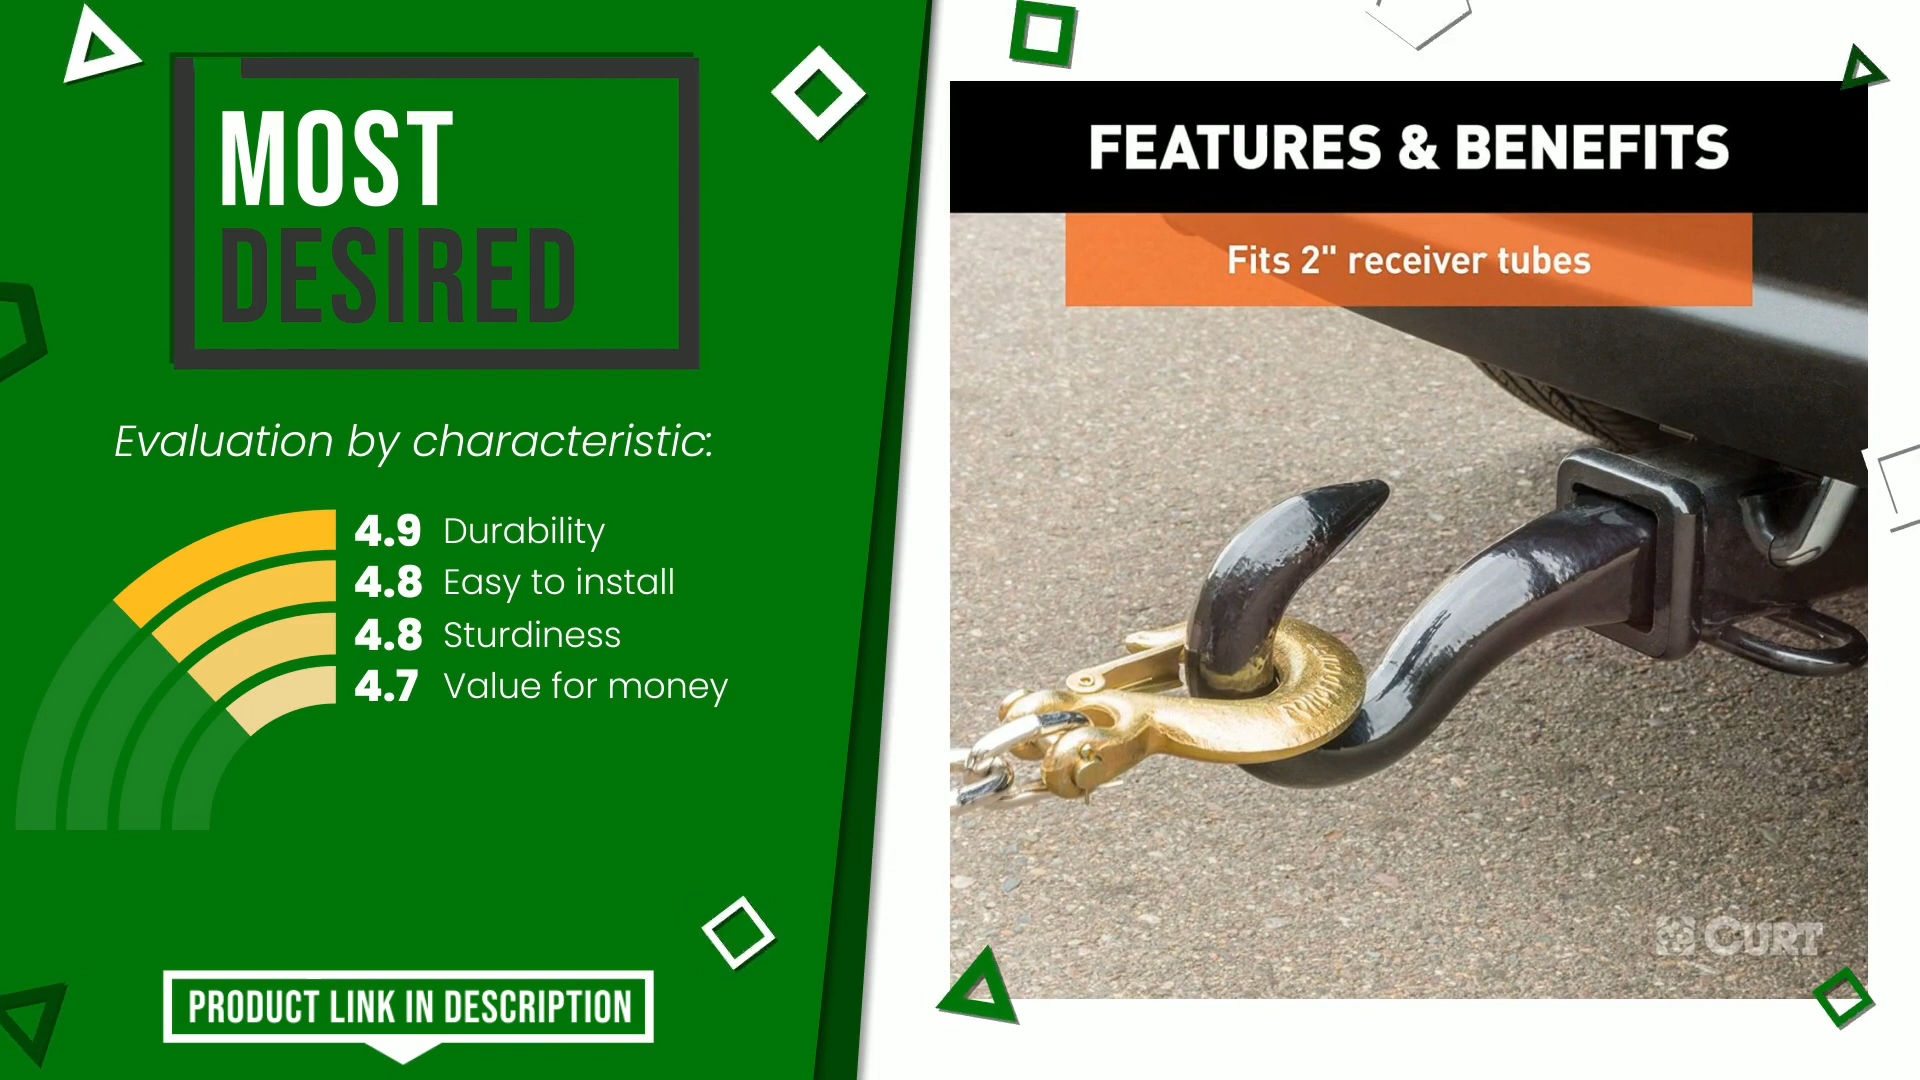 MOST
DESIRED
Evaluation by characteristic:
4.9 Durability
4.8 Easy to install
4.8 Sturdiness
4.7 Value for money
PRODUCT LINK IN DESCRIPTION
FEATURES & BENEFITS
Fits 2" receiver tubes
CURT